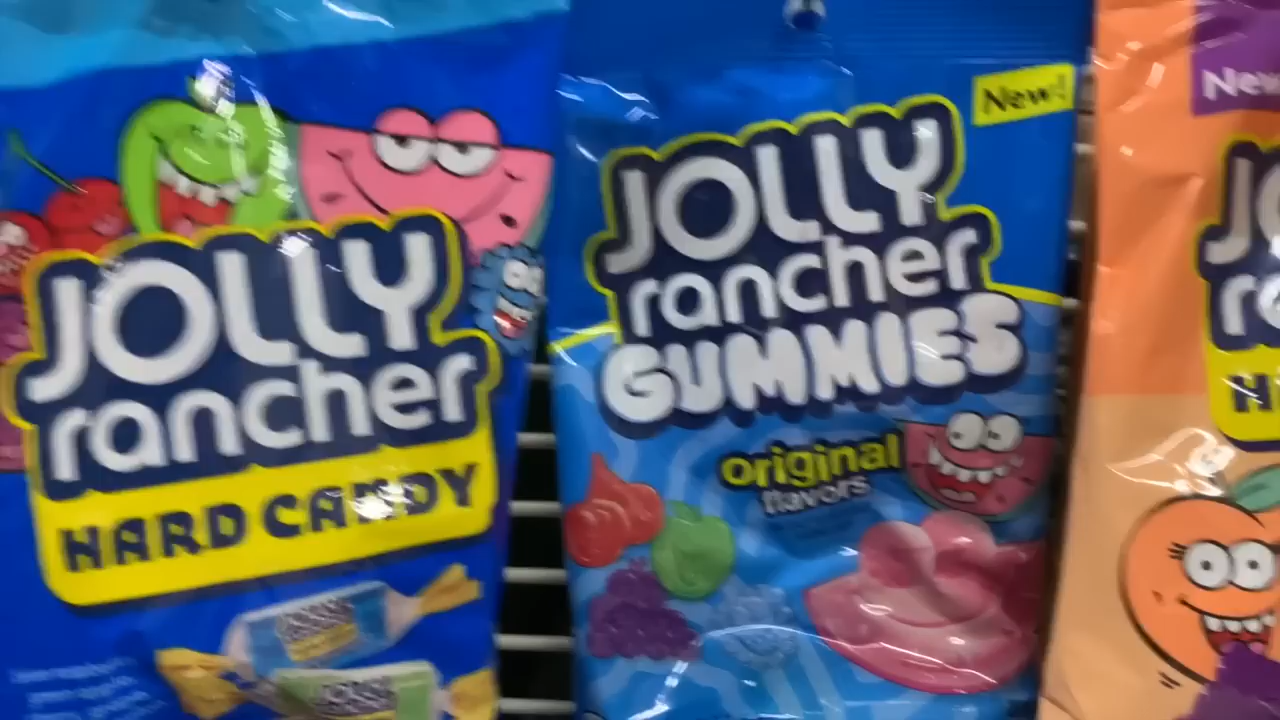 JOLLY
rancher
HARD CANDY
New!
JOLLY
rancher
GUMMIES
original
flavors
New